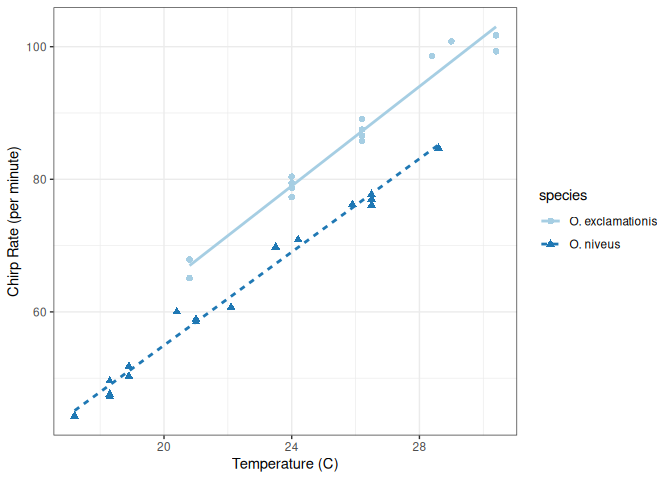 100
80
60
Chirp Rate (per minute)
20
24
28
Temperature (C)
species
O. exclamationis
O. niveus